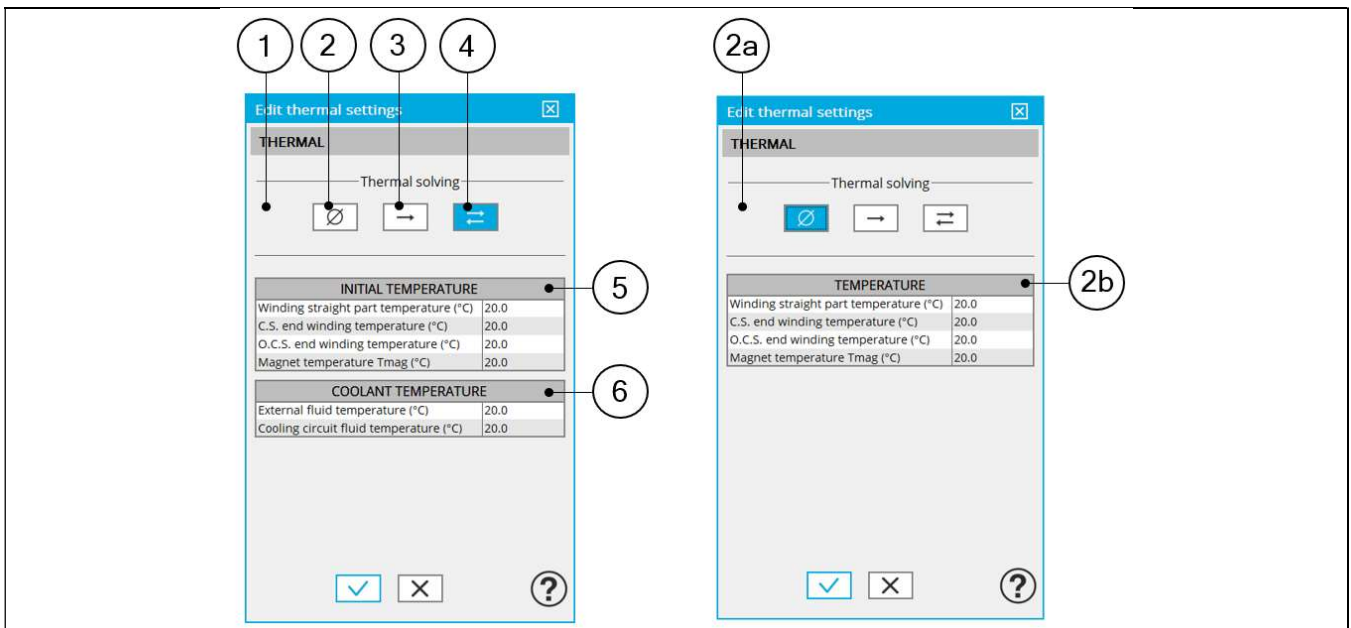 1 2 3 4
Edit thermal settings
THERMAL
Thermal solving
INITIAL TEMPERATURE
5
Winding straight part temperature (°C) 20.0
C.S. end winding temperature (°C) 20.0
O.C.S. end winding temperature (°C) 20.0
Magnet temperature Tmag (°C) 20.0
COOLANT TEMPERATURE
6
External fluid temperature (°C) 20.0
Cooling circuit fluid temperature (°C) 20.0
?
2a
Edit thermal settings
THERMAL
Thermal solving
TEMPERATURE
2b
Winding straight part temperature (°C) 20.0
C.S. end winding temperature (°C) 20.0
O.C.S. end winding temperature (°C) 20.0
Magnet temperature Tmag (°C) 20.0
?